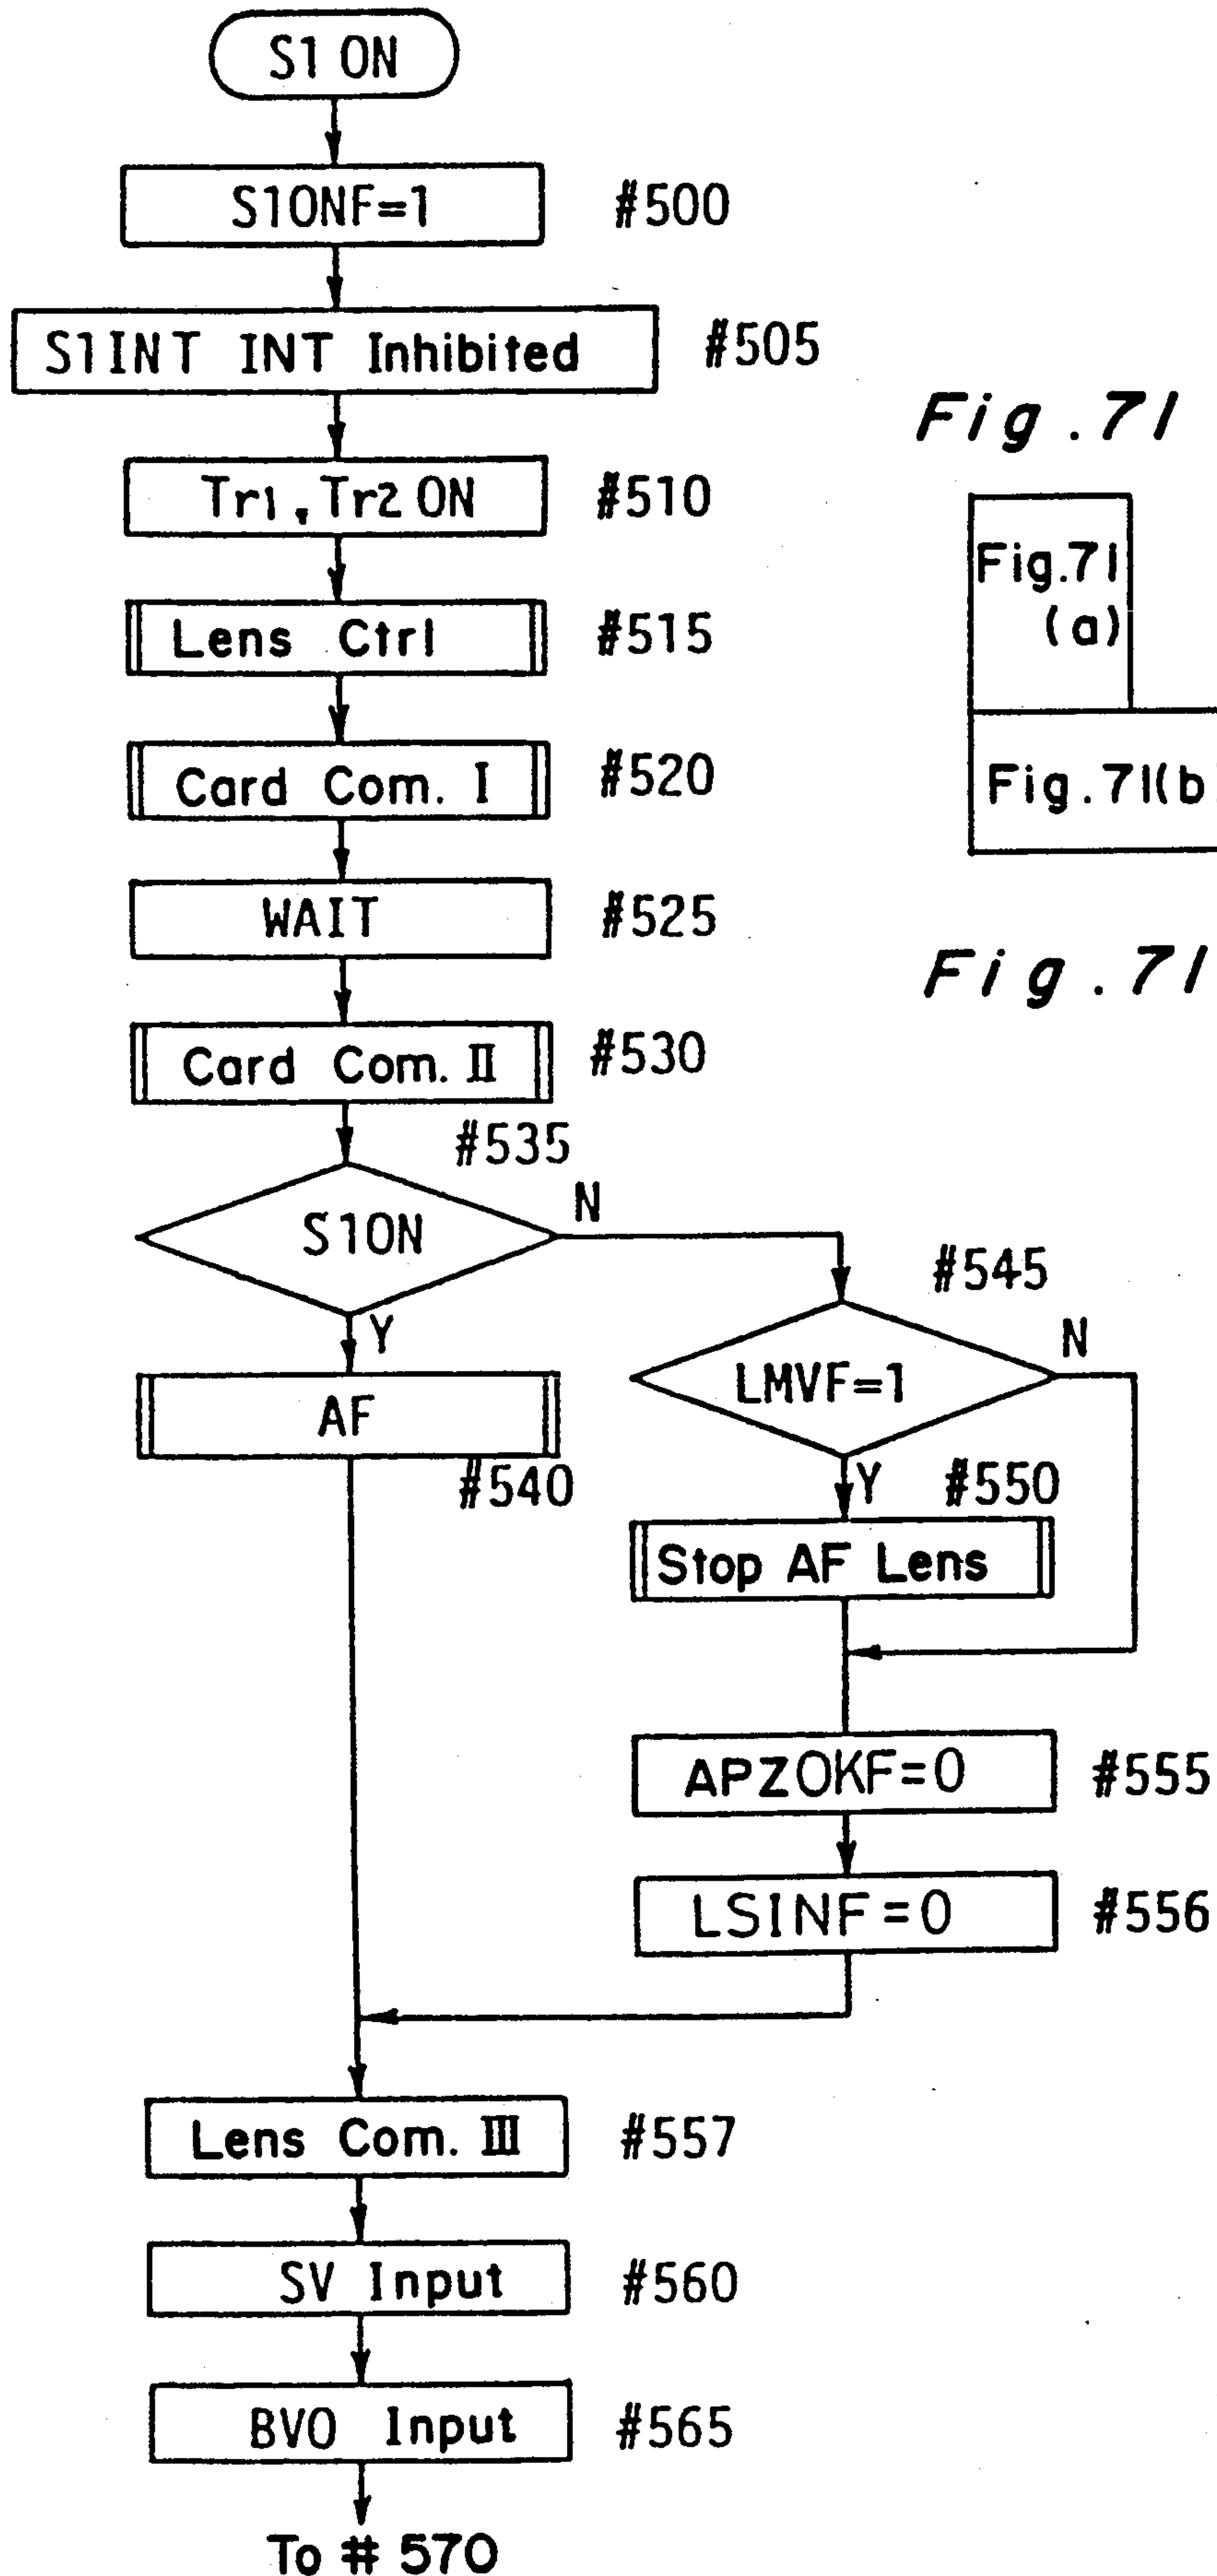 S1 ON
S1ONF=1 #500
S1INT INT Inhibited #505
Tr1, Tr2 ON #510
Lens Ctrl #515
Card Com. I #520
WAIT #525
Card Com. II #530
#535
S1ON
N
Y
AF
#540
#545
LMVF=1
N
Y
#550
Stop AF Lens
APZOKF=0 #555
LSINF=0 #556
Lens Com. III #557
SV Input #560
BVO Input #565
To # 570
Fig. 71
Fig. 71
(a)
Fig. 71(b
Fig. 71